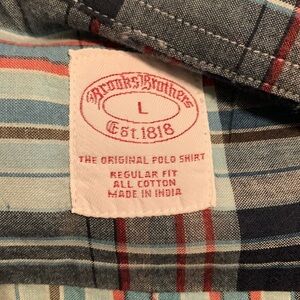 Brooks Brothers
L
Est. 1818
THE ORIGINAL POLO SHIRT
REGULAR FIT
ALL COTTON
MADE IN INDIA